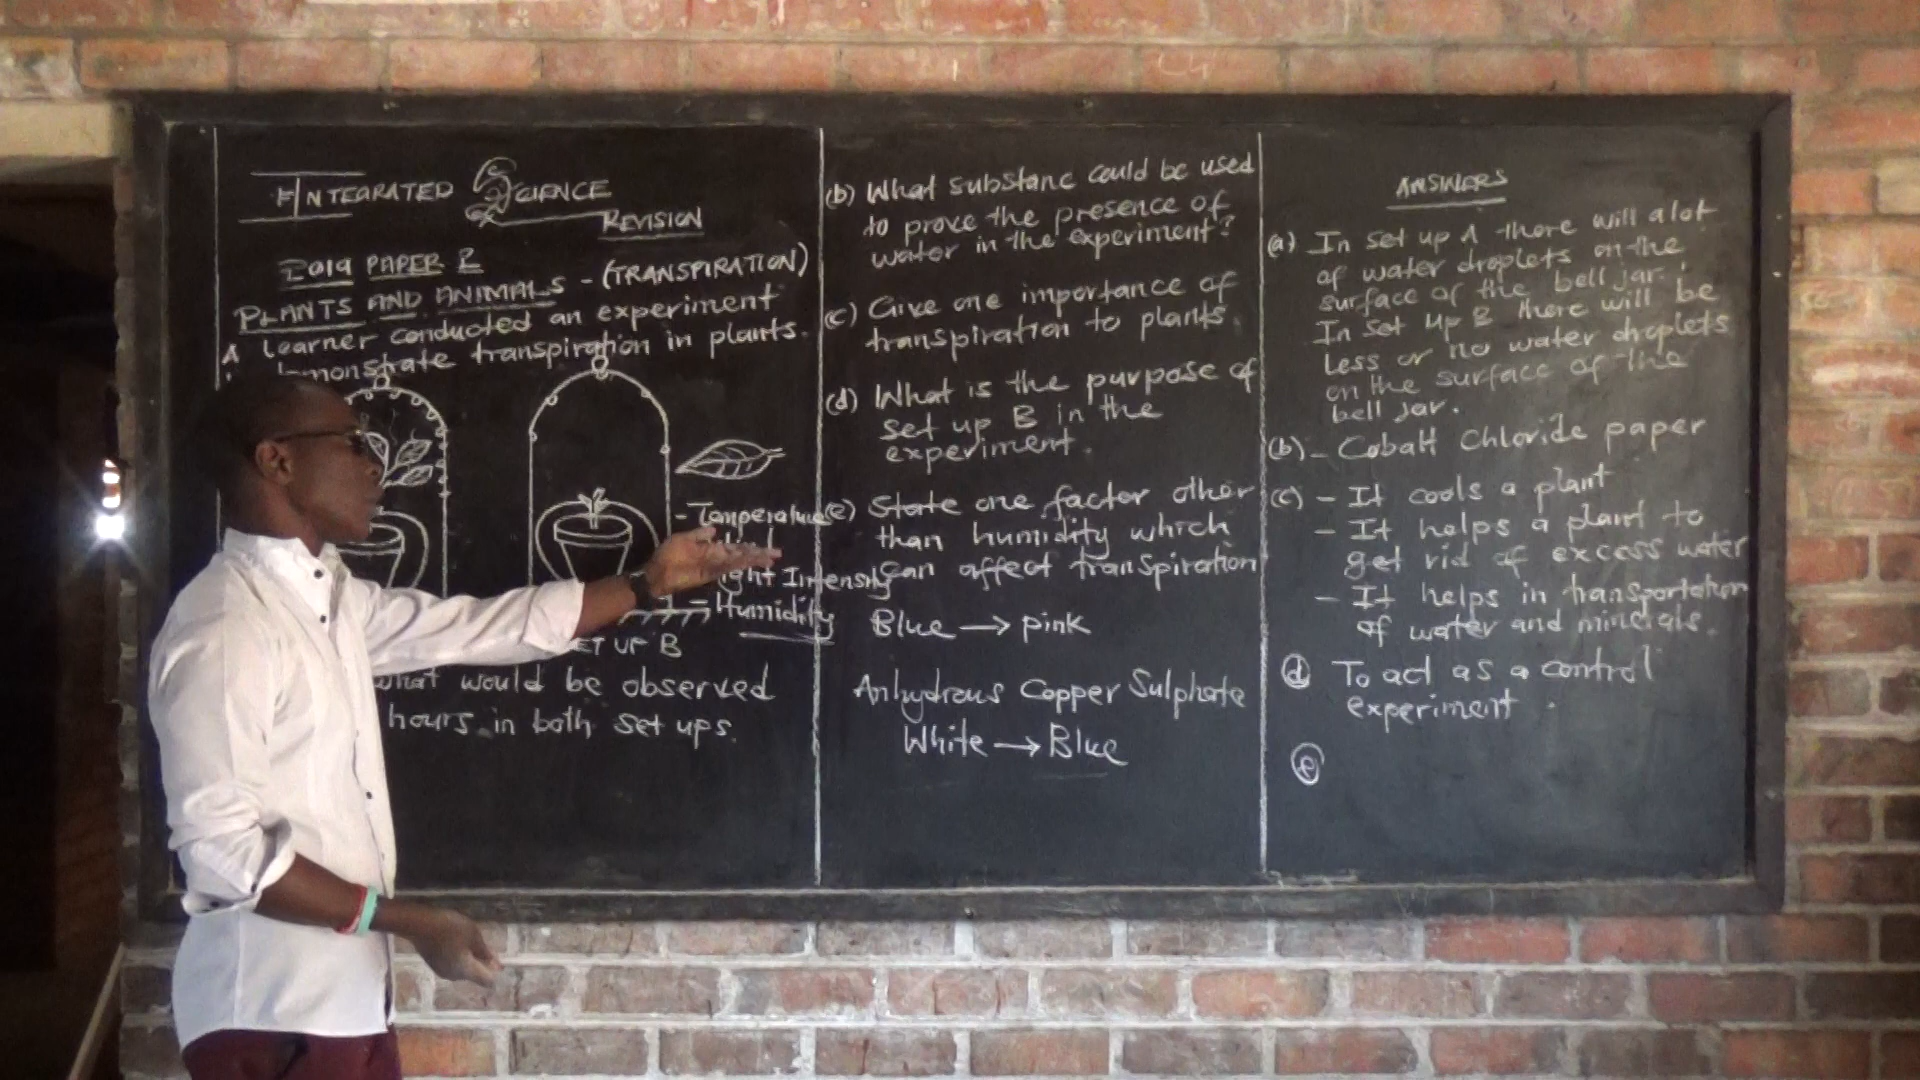 INTEGRATED SCIENCE
REVISION
2019 PAPER 2
PLANTS AND ANIMALS - (TRANSPIRATION)
A learner conducted an experiment
demonstrate transpiration in plants.
- Temperature
Light Intensity
- Humidity
SET UP B
what would be observed
hours in both set ups.
(b) What substanc could be used
to prove the presence of
water in the experiment?
(c) Give one importance of
transpiration to plants.
(d) What is the purpose of
set up B in the
experiment.
(e) State one factor other
than humidity which
can affect transpiration
Blue → pink
Anhydrous Copper Sulphate
White → Blue
ANSWERS
(a) In set up A there will alot
of water droplets on the
surface of the bell jar.
In set up B there will be
less or no water droplets
on the surface of the
bell jar.
(b) - Cobalt Chloride paper
(c) - It cools a plant
- It helps a plant to
get rid of excess water
- It helps in transportation
of water and minerals.
(d) To act as a control
experiment.
(e)